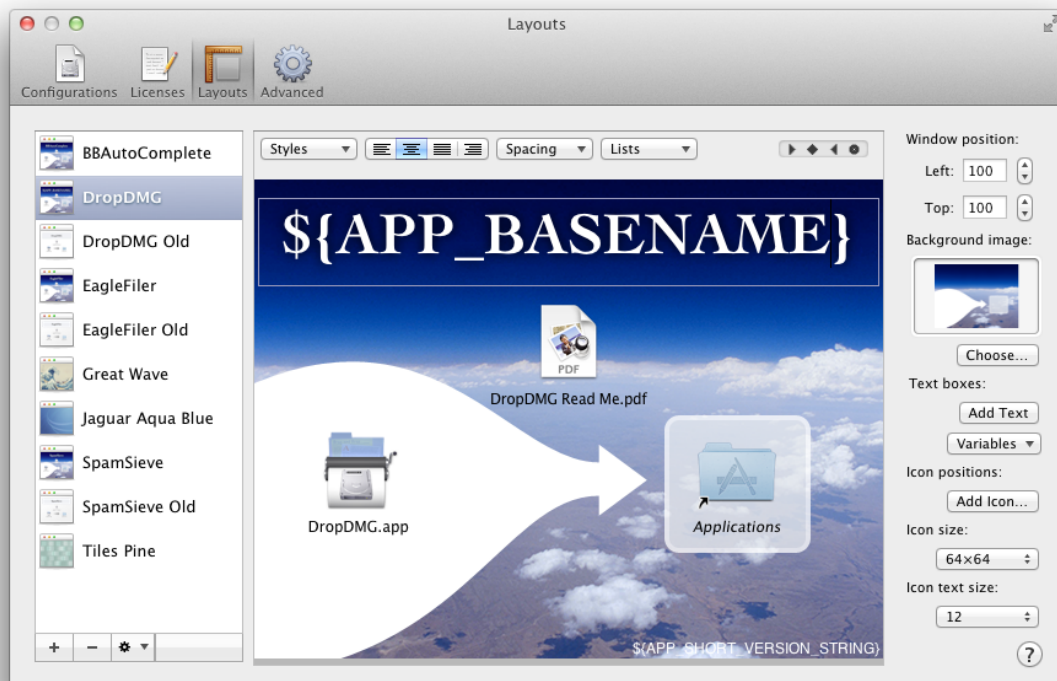 Layouts
Configurations Licenses Layouts Advanced
BBAutoComplete
DropDMG
DropDMG Old
EagleFiler
EagleFiler Old
Great Wave
Jaguar Aqua Blue
SpamSieve
SpamSieve Old
Tiles Pine
Styles Spacing Lists
${APP_BASENAME}
PDF
DropDMG Read Me.pdf
DropDMG.app
Applications
${APP_SHORT_VERSION_STRING}
Window position:
Left: 100
Top: 100
Background image:
Choose...
Text boxes:
Add Text
Variables
Icon positions:
Add Icon...
Icon size:
64×64
Icon text size:
12
?